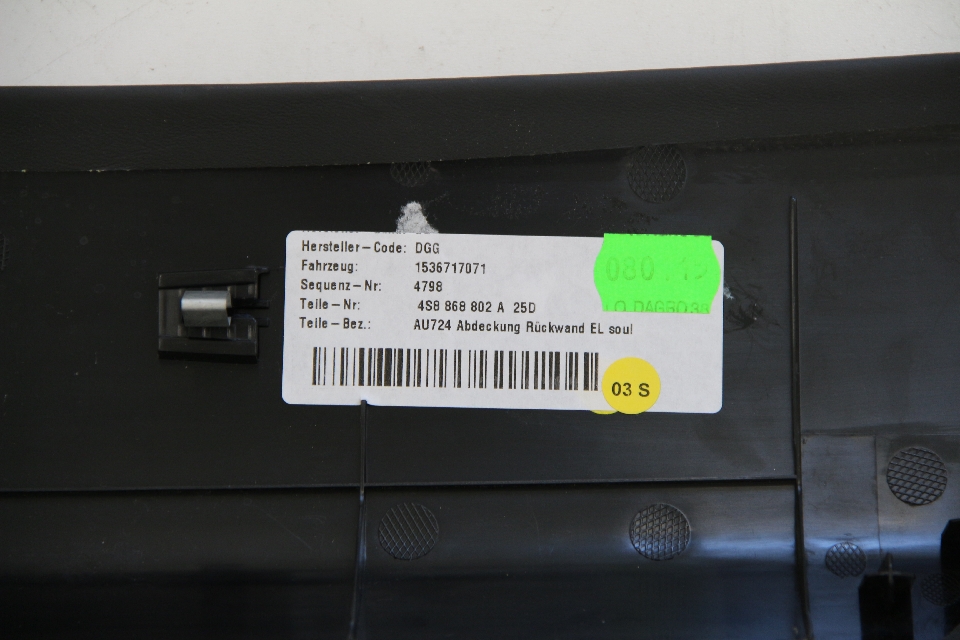 Hersteller-Code: DGG
Fahrzeug: 1536717071
Sequenz-Nr: 4798
Teile-Nr: 4S8 868 802 A 25D
Teile-Bez.: AU724 Abdeckung Rückwand EL soul
080
03 S